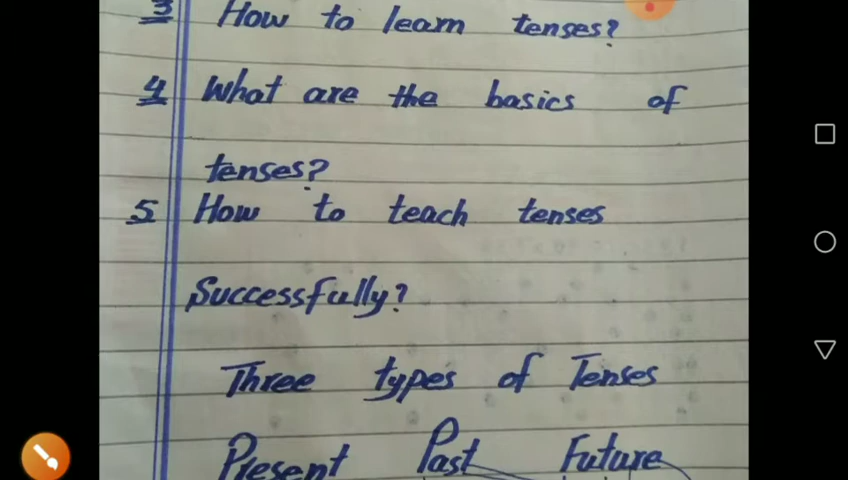 3 How to learn tenses?
4 What are the basics of
tenses?
5 How to teach tenses
Successfully?
Three types of Tenses
Present Past Future